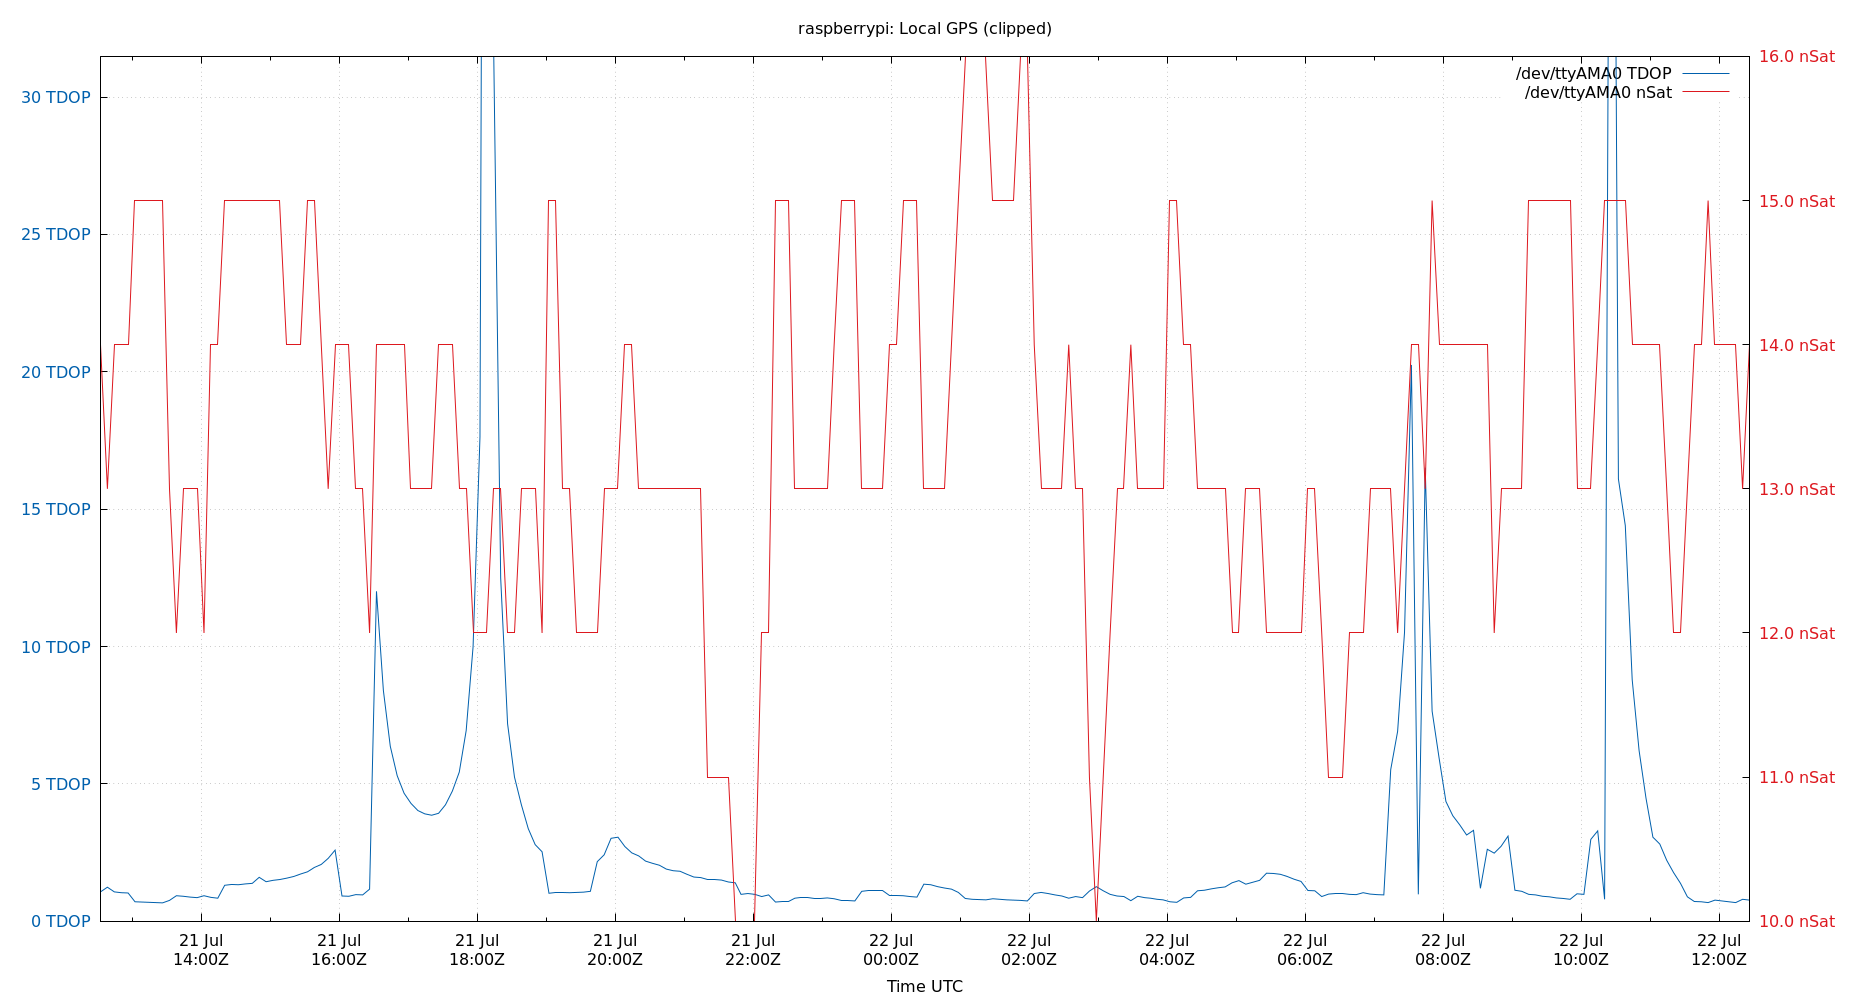 raspberrypi: Local GPS (clipped)
/dev/ttyAMA0 TDOP
/dev/ttyAMA0 nSat
30 TDOP
25 TDOP
20 TDOP
15 TDOP
10 TDOP
5 TDOP
0 TDOP
16.0 nSat
15.0 nSat
14.0 nSat
13.0 nSat
12.0 nSat
11.0 nSat
10.0 nSat
21 Jul 21 Jul 21 Jul 21 Jul 21 Jul 22 Jul 22 Jul 22 Jul 22 Jul 22 Jul 22 Jul 22 Jul
14:00Z 16:00Z 18:00Z 20:00Z 22:00Z 00:00Z 02:00Z 04:00Z 06:00Z 08:00Z 10:00Z 12:00Z
Time UTC